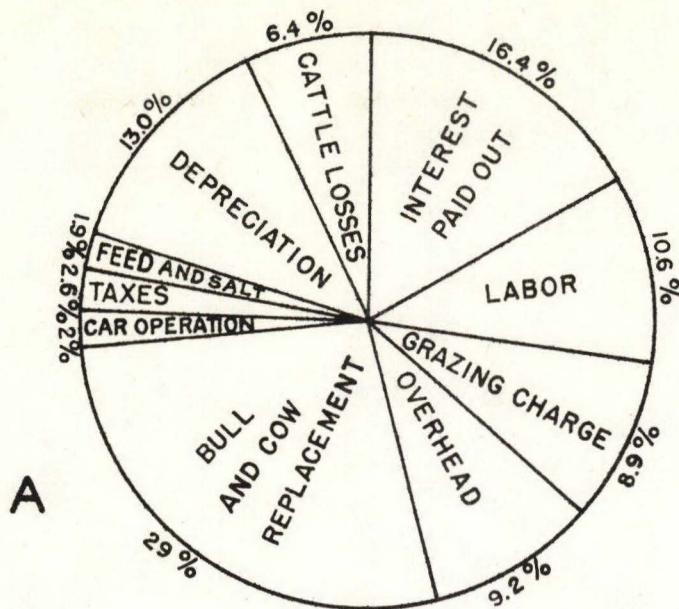 6.4%
CATTLE LOSSES
16.4%
INTEREST
PAID OUT
10.6%
LABOR
8.9%
GRAZING CHARGE
9.2%
OVERHEAD
29%
BULL
AND COW
REPLACEMENT
2%
CAR OPERATION
2.6%
TAXES
1.9%
FEED AND SALT
13.0%
DEPRECIATION
A